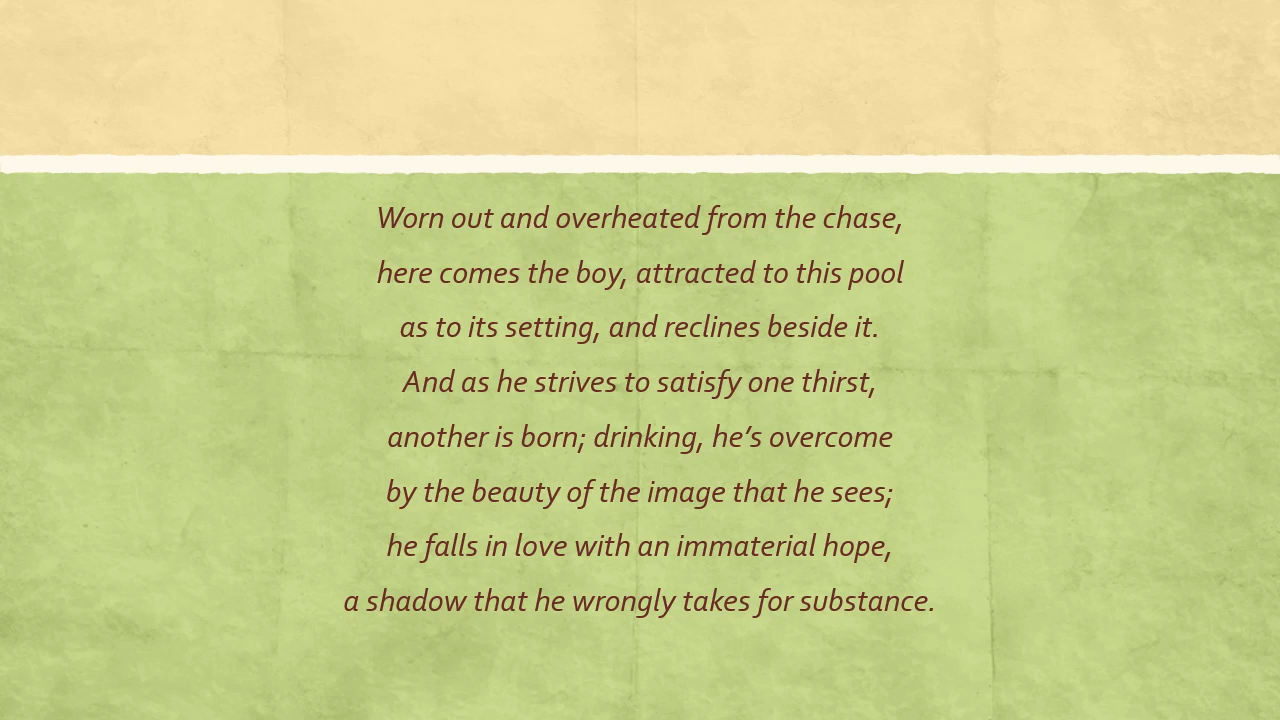 Worn out and overheated from the chase,
here comes the boy, attracted to this pool
as to its setting, and reclines beside it.
And as he strives to satisfy one thirst,
another is born; drinking, he’s overcome
by the beauty of the image that he sees;
he falls in love with an immaterial hope,
a shadow that he wrongly takes for substance.